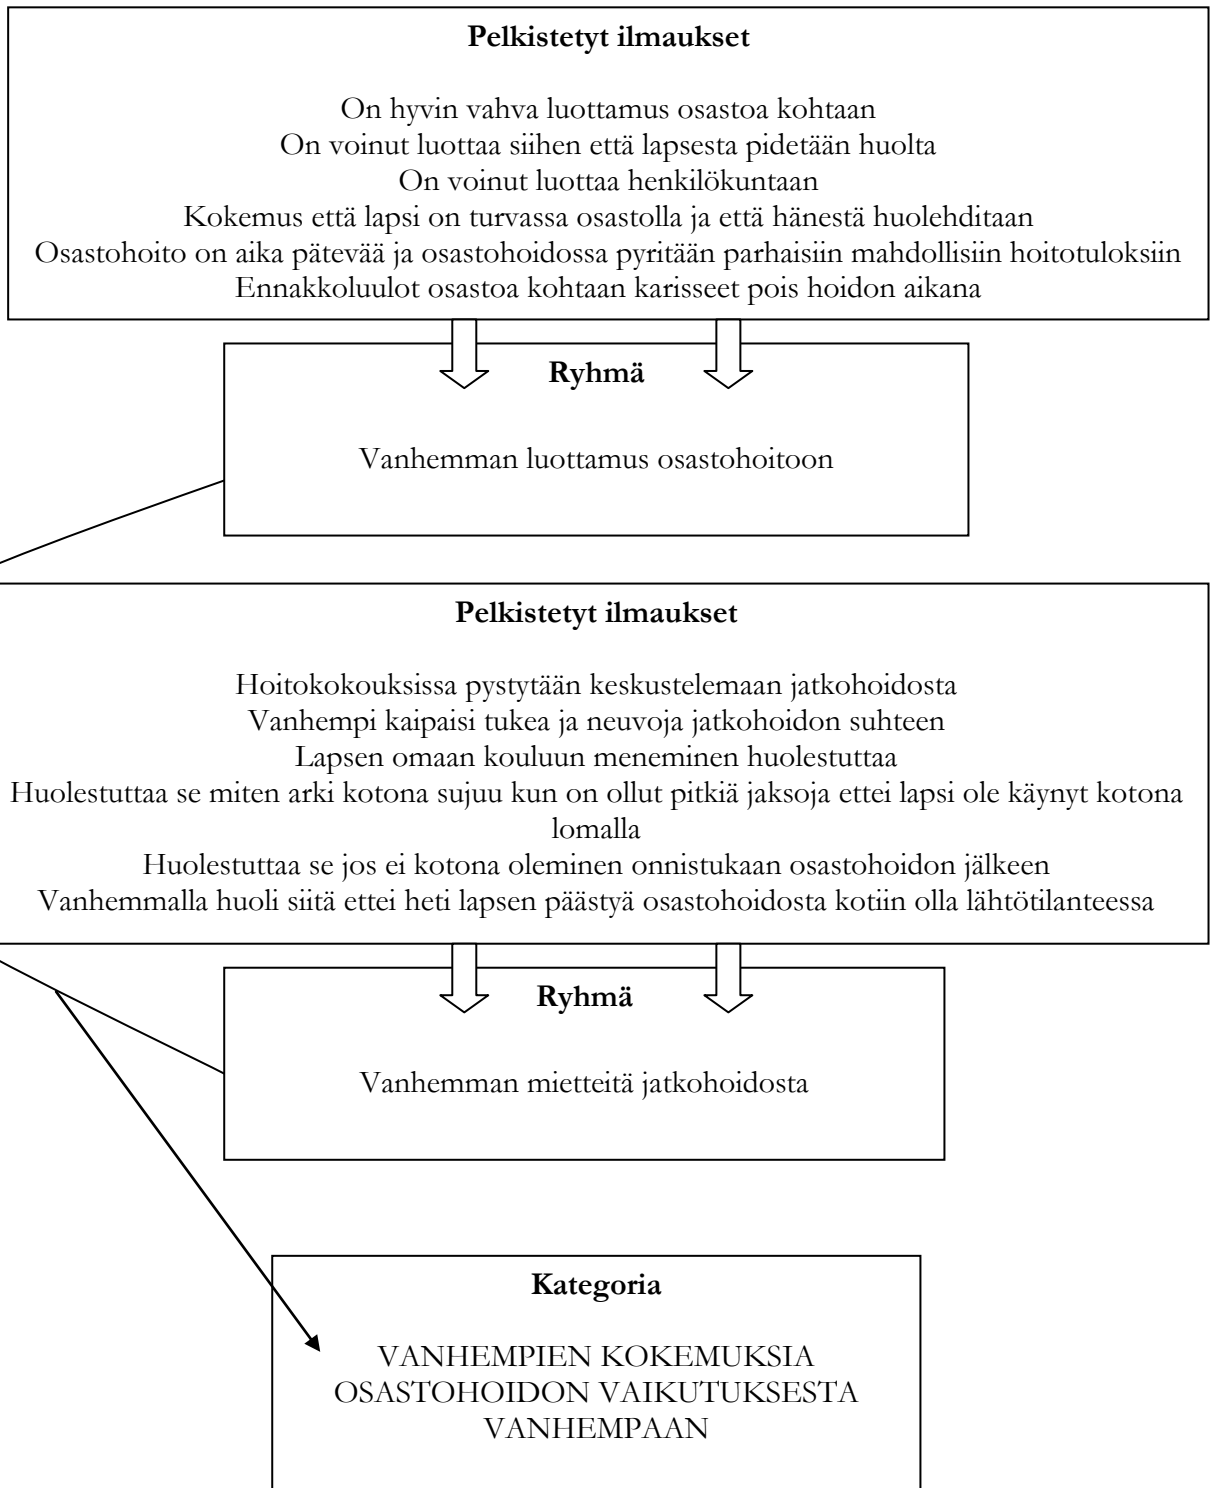 Pelkistetyt ilmaukset
On hyvin vahva luottamus osastoa kohtaan
On voinut luottaa siihen että lapsesta pidetään huolta
On voinut luottaa henkilökuntaan
Kokemus että lapsi on turvassa osastolla ja että hänestä huolehditaan
Osastohoito on aika pätevää ja osastohoidossa pyritään parhaisiin mahdollisiin hoitotuloksiin
Ennakkoluulot osastoa kohtaan karisseet pois hoidon aikana
Ryhmä
Vanhemman luottamus osastohoitoon
Pelkistetyt ilmaukset
Hoitokokouksissa pystytään keskustelemaan jatkohoidosta
Vanhempi kaipaisi tukea ja neuvoja jatkohoidon suhteen
Lapsen omaan kouluun meneminen huolestuttaa
Huolestuttaa se miten arki kotona sujuu kun on ollut pitkiä jaksoja ettei lapsi ole käynyt kotona
lomalla
Huolestuttaa se jos ei kotona oleminen onnistukaan osastohoidon jälkeen
Vanhemmalla huoli siitä ettei heti lapsen päästyä osastohoidosta kotiin olla lähtötilanteessa
Ryhmä
Vanhemman mietteitä jatkohoidosta
Kategoria
VANHEMPIEN KOKEMUKSIA
OSASTOHOIDON VAIKUTUKSESTA
VANHEMPAAN